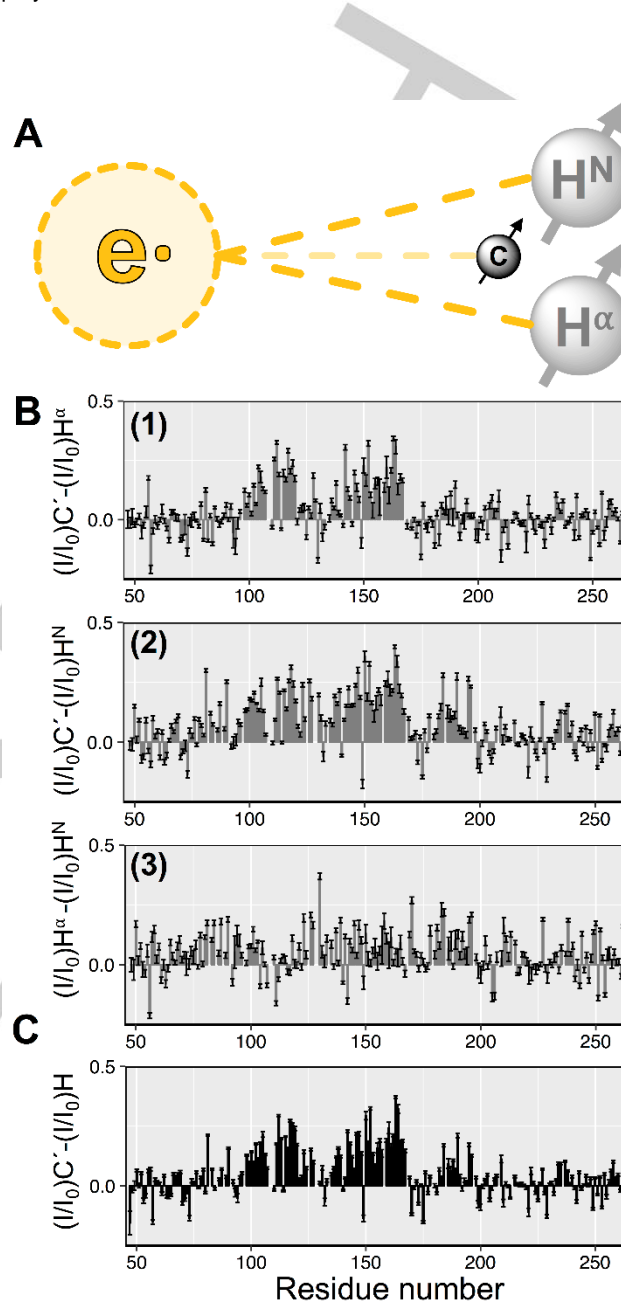 A
e·
H^N
C
H^α
B
(1)
(I/I₀)C´-(I/I₀)H^α
0.5
0.0
50 100 150 200 250
(2)
(I/I₀)C´-(I/I₀)H^N
0.5
0.0
50 100 150 200 250
(3)
(I/I₀)H^α-(I/I₀)H^N
0.5
0.0
50 100 150 200 250
C
(I/I₀)C´-(I/I₀)H
0.5
0.0
50 100 150 200 250
Residue number